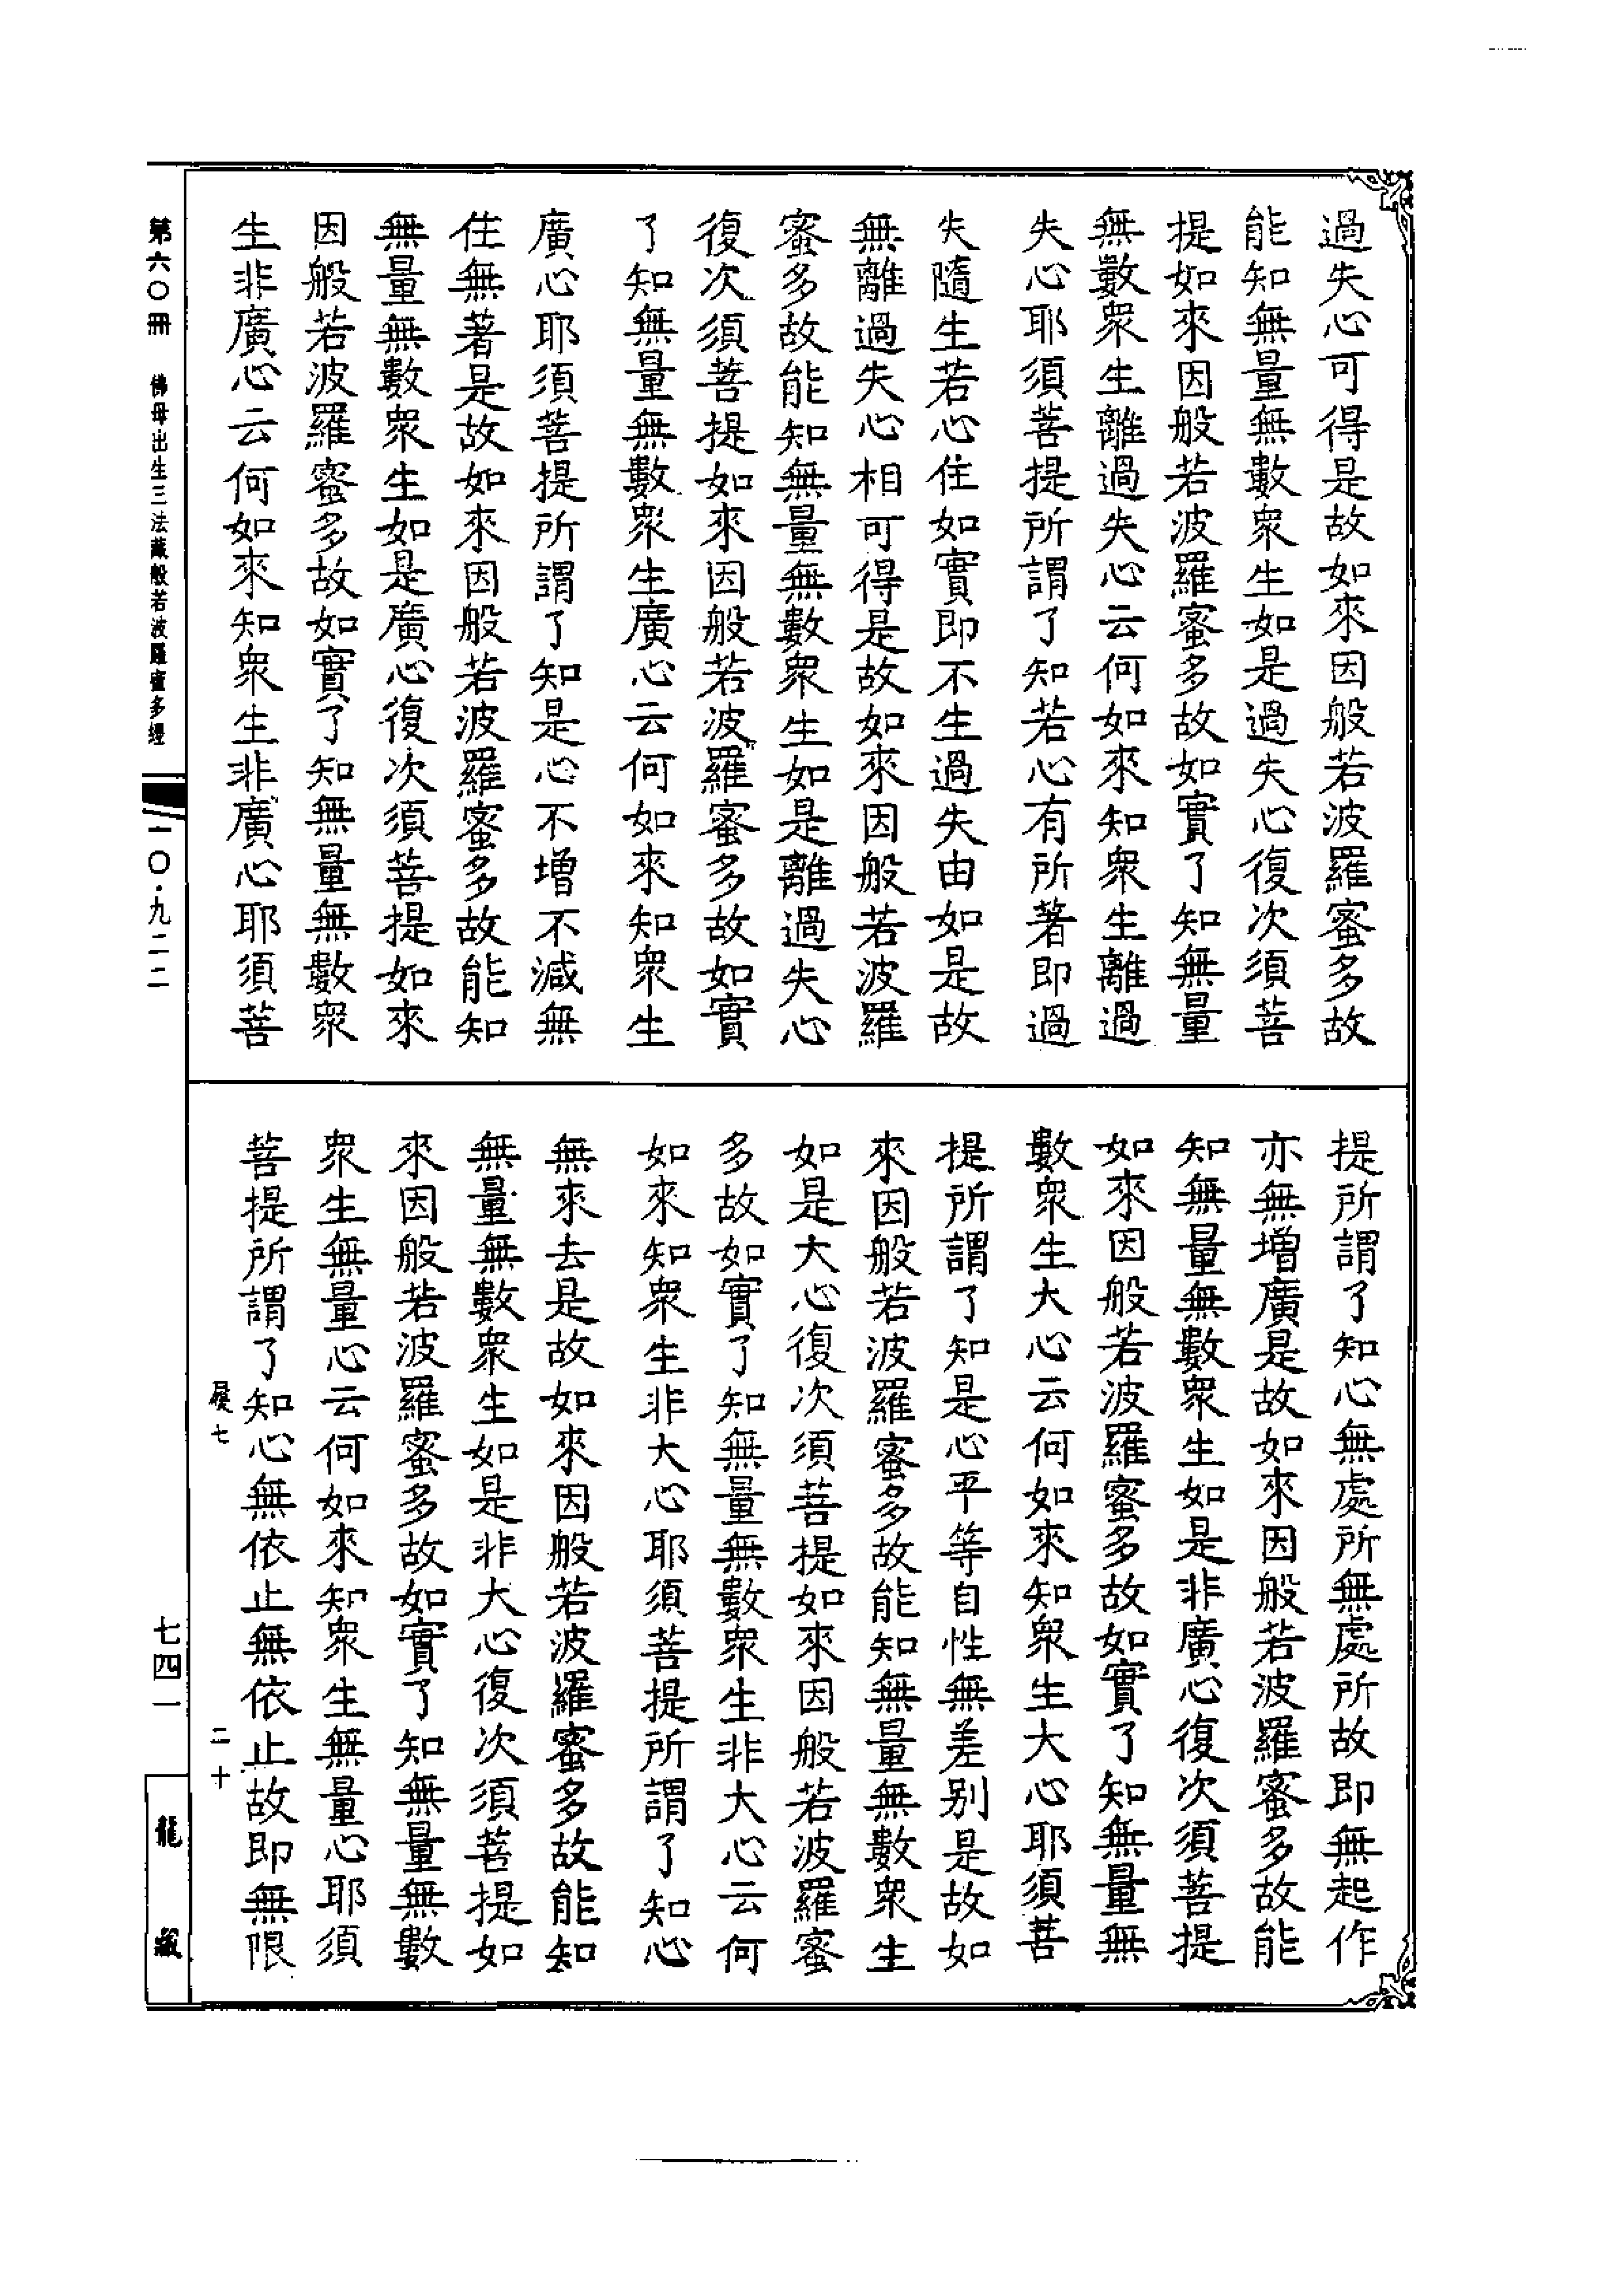 過失心可得是故如來因般若波羅蜜多故
能知無量無數衆生如是過失心復次須菩
提如來因般若波羅蜜多故如實了知無量
無數衆生離過失心云何如來知衆生離過
失心耶須菩提所謂了知若心有所著即過
失隨生若心住如實即不生過失由如是故
無離過失心相可得是故如來因般若波羅
蜜多故能知無量無數衆生如是離過失心
復次須菩提如來因般若波羅蜜多故如實
了知無量無數衆生廣心云何如來知衆生
廣心耶須菩提所謂了知是心不增不減無
住無著是故如來因般若波羅蜜多故能知
無量無數衆生如是廣心復次須菩提如來
因般若波羅蜜多故如實了知無量無數衆
生非廣心云何如來知衆生非廣心耶須菩
提所謂了知心無處所無處所故即無起作
亦無增廣是故如來因般若波羅蜜多故能
知無量無數衆生如是非廣心復次須菩提
如來因般若波羅蜜多故如實了知無量無
數衆生大心云何如來知衆生大心耶須菩
提所謂了知是心平等自性無差别是故如
來因般若波羅蜜多故能知無量無數衆生
如是大心復次須菩提如來因般若波羅蜜
多故如實了知無量無數衆生非大心云何
如來知衆生非大心耶須菩提所謂了知心
無來去是故如來因般若波羅蜜多故能知
無量無數衆生如是非大心復次須菩提如
來因般若波羅蜜多故如實了知無量無數
衆生無量心云何如來知衆生無量心耶須
菩提所謂了知心無依止無依止故即無限
七 二十
第六〇冊 佛母出生三法藏般若波羅蜜多經
一〇·九二二
七四一
龍藏